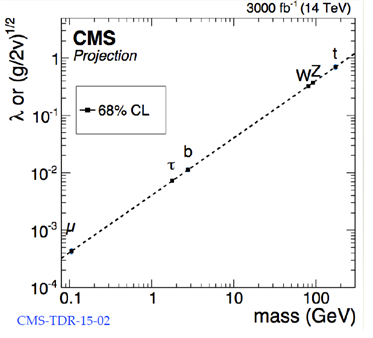 3000 fb⁻¹ (14 TeV)
λ or (g/2v)^1/2
CMS
Projection
68% CL
1
10⁻¹
10⁻²
10⁻³
10⁻⁴
μ
τ
b
W
Z
t
0.1
1
10
100
mass (GeV)
CMS-TDR-15-02